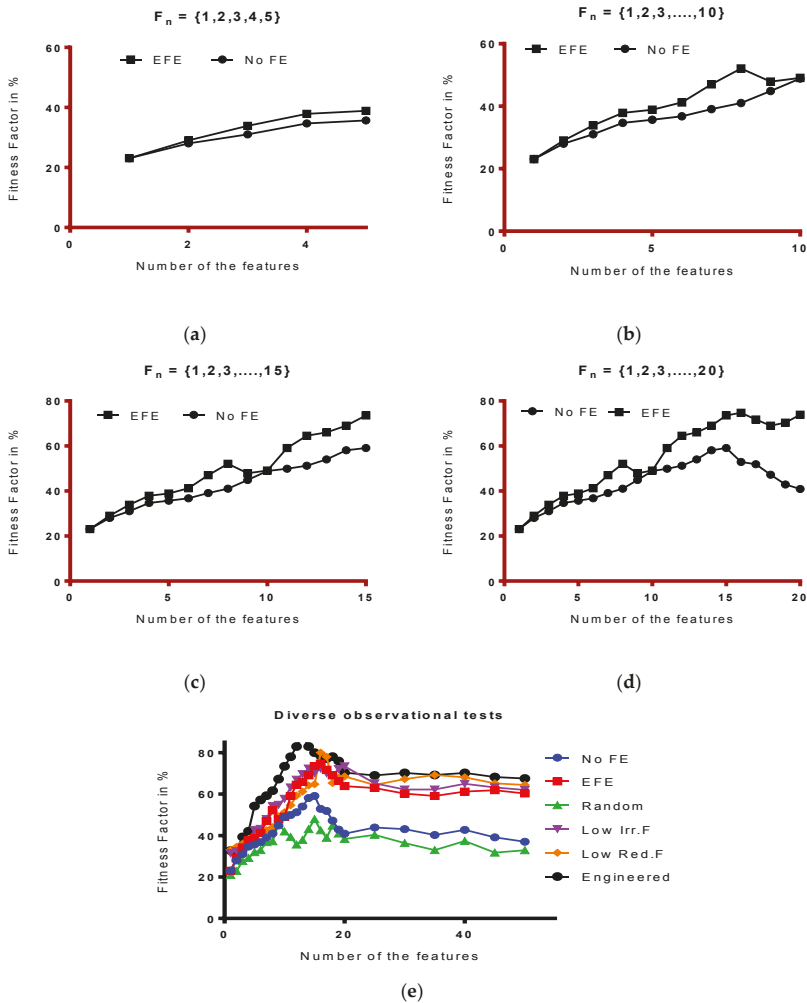 Fn = {1,2,3,4,5}
Fitness Factor in %
60
40
20
0
EFE No FE
0 2 4
Number of the features
(a)
Fn = {1,2,3,....,10}
Fitness Factor in %
60
40
20
0
EFE No FE
0 5 10
Number of the features
(b)
Fn = {1,2,3,....,15}
Fitness Factor in %
80
60
40
20
0
EFE No FE
0 5 10 15
Number of the features
(c)
Fn = {1,2,3,....,20}
Fitness Factor in %
80
60
40
20
0
No FE EFE
0 5 10 15 20
Number of the features
(d)
Diverse observational tests
Fitness Factor in %
80
60
40
20
0
0 20 40
Number of the features
No FE
EFE
Random
Low Irr.F
Low Red.F
Engineered
(e)